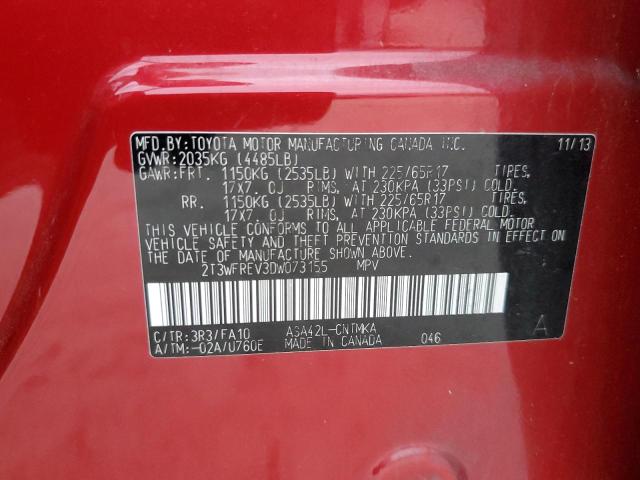 MFD.BY:TOYOTA MOTOR MANUFACTURING CANADA INC. 11/13
GVWR:2035KG (4485LB)
GAWR:FRT. 1150KG (2535LB) WITH 225/65R17 TIRES,
17X7.0J RIMS, AT 230KPA (33PSI) COLD.
RR. 1150KG (2535LB) WITH 225/65R17 TIRES,
17X7.0J RIMS, AT 230KPA (33PSI) COLD.
THIS VEHICLE CONFORMS TO ALL APPLICABLE FEDERAL MOTOR
VEHICLE SAFETY AND THEFT PREVENTION STANDARDS IN EFFECT ON
THE DATE OF MANUFACTURE SHOWN ABOVE.
2T3WFREV3DW073155 MPV
C/TR:3R3/FA10 ASA42L-CNTMKA
A/TM:-02A/U760E MADE IN CANADA 046 A